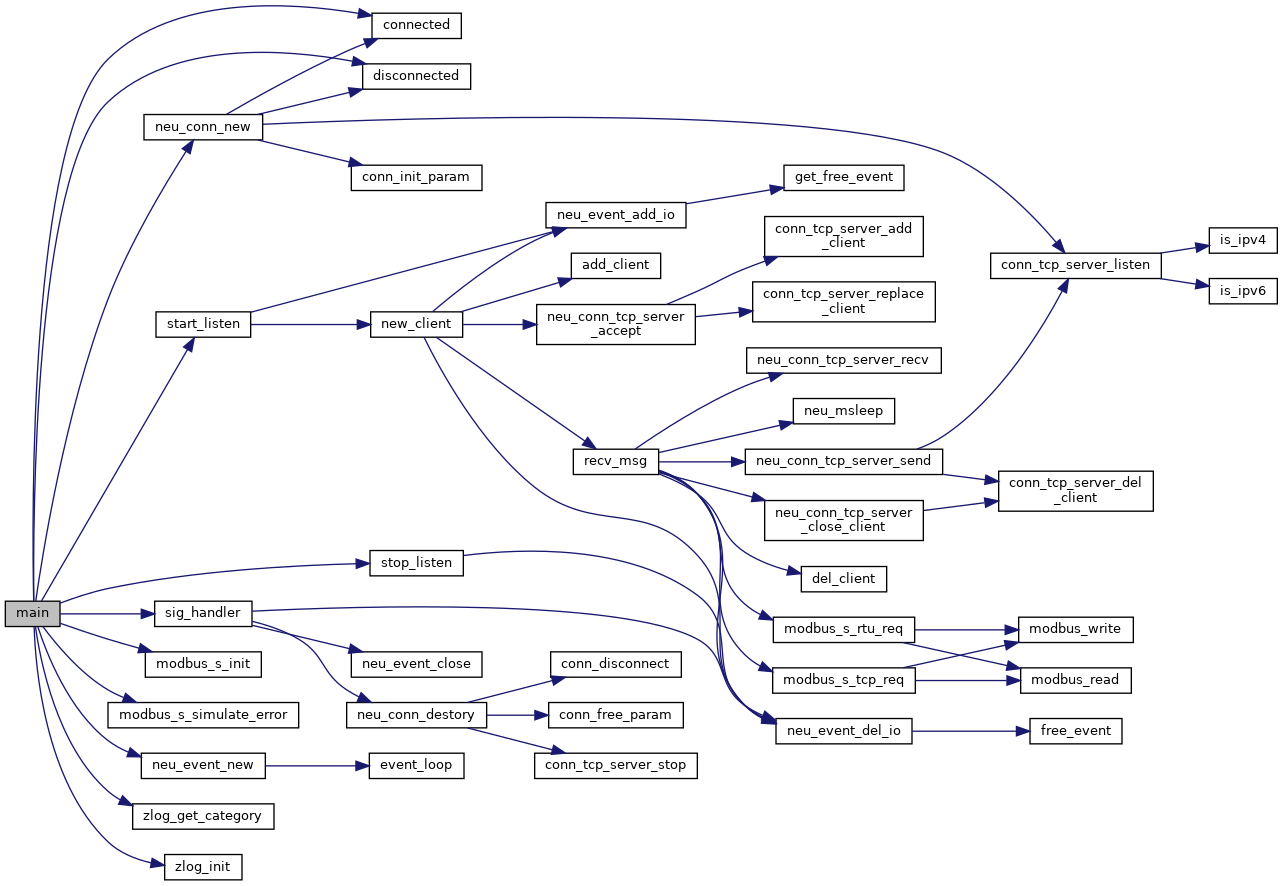 connected
disconnected
neu_conn_new
conn_init_param
get_free_event
neu_event_add_io
conn_tcp_server_add
_client
is_ipv4
add_client
conn_tcp_server_listen
is_ipv6
conn_tcp_server_replace
_client
start_listen
new_client
neu_conn_tcp_server
_accept
neu_conn_tcp_server_recv
neu_msleep
recv_msg
neu_conn_tcp_server_send
conn_tcp_server_del
_client
neu_conn_tcp_server
_close_client
stop_listen
del_client
main
sig_handler
modbus_s_rtu_req
modbus_write
modbus_s_init
neu_event_close
conn_disconnect
modbus_s_tcp_req
modbus_read
modbus_s_simulate_error
neu_conn_destory
conn_free_param
neu_event_del_io
free_event
neu_event_new
event_loop
conn_tcp_server_stop
zlog_get_category
zlog_init